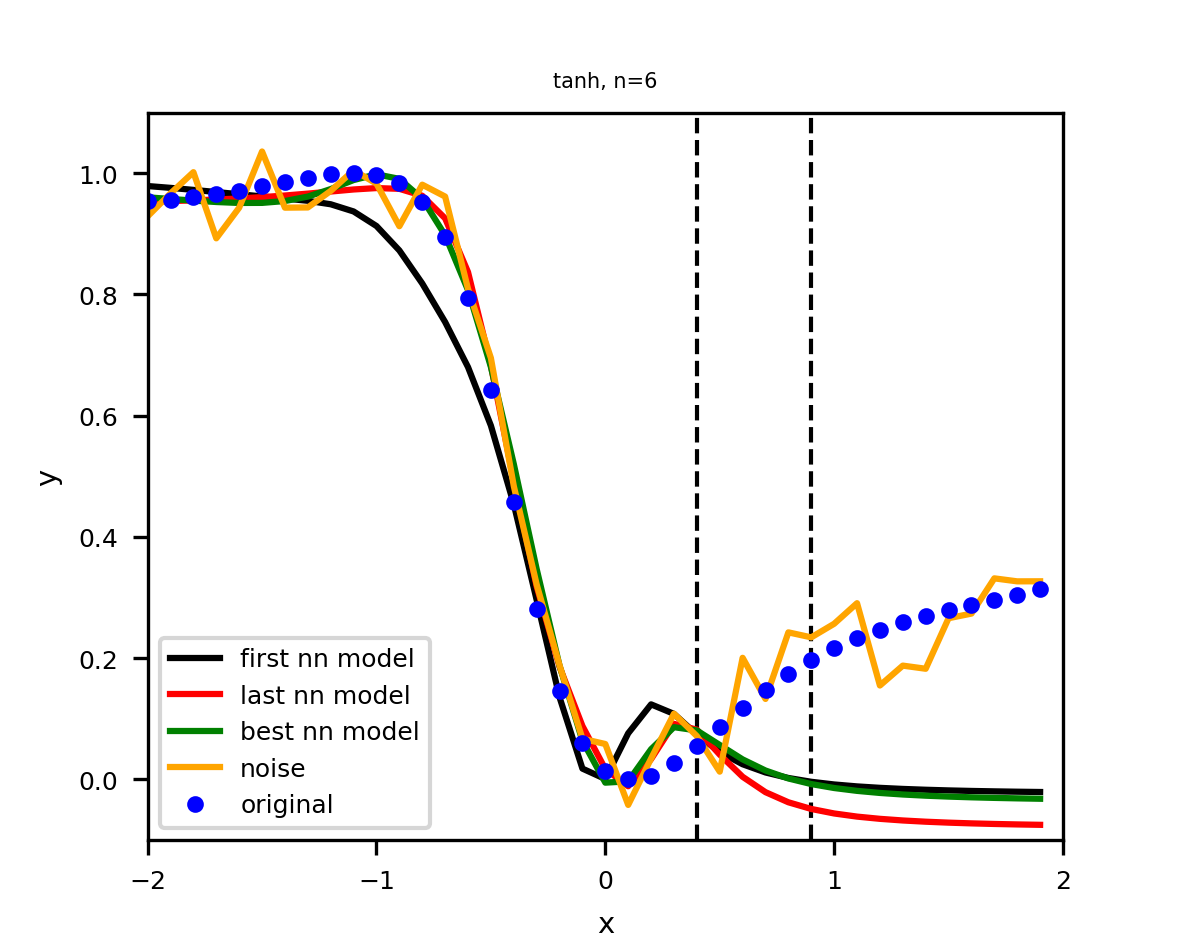 tanh, n=6
1.0
0.8
0.6
0.4
0.2
0.0
y
first nn model
last nn model
best nn model
noise
original
−2
−1
0
1
2
x